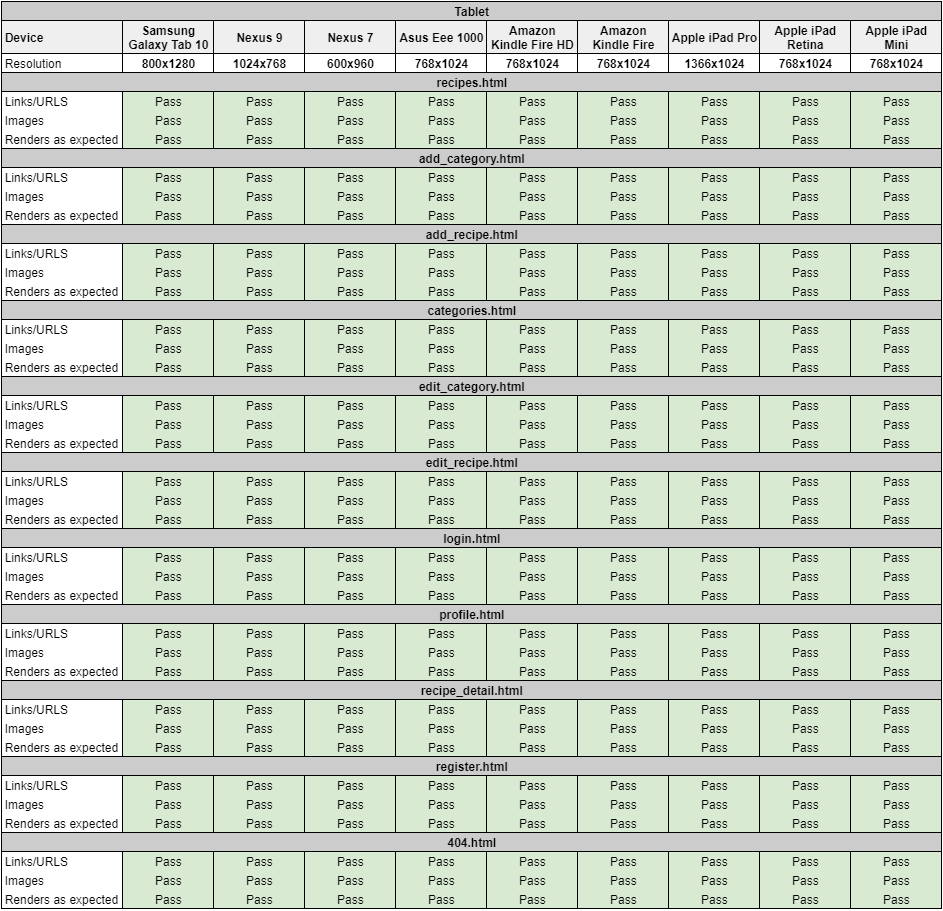 Tablet
Device Samsung Galaxy Tab 10 Nexus 9 Nexus 7 Asus Eee 1000 Amazon Kindle Fire HD Amazon Kindle Fire Apple iPad Pro Apple iPad Retina Apple iPad Mini
Resolution 800x1280 1024x768 600x960 768x1024 768x1024 768x1024 1366x1024 768x1024 768x1024
recipes.html
Links/URLS Pass Pass Pass Pass Pass Pass Pass Pass Pass
Images Pass Pass Pass Pass Pass Pass Pass Pass Pass
Renders as expected Pass Pass Pass Pass Pass Pass Pass Pass Pass
add_category.html
Links/URLS Pass Pass Pass Pass Pass Pass Pass Pass Pass
Images Pass Pass Pass Pass Pass Pass Pass Pass Pass
Renders as expected Pass Pass Pass Pass Pass Pass Pass Pass Pass
add_recipe.html
Links/URLS Pass Pass Pass Pass Pass Pass Pass Pass Pass
Images Pass Pass Pass Pass Pass Pass Pass Pass Pass
Renders as expected Pass Pass Pass Pass Pass Pass Pass Pass Pass
categories.html
Links/URLS Pass Pass Pass Pass Pass Pass Pass Pass Pass
Images Pass Pass Pass Pass Pass Pass Pass Pass Pass
Renders as expected Pass Pass Pass Pass Pass Pass Pass Pass Pass
edit_category.html
Links/URLS Pass Pass Pass Pass Pass Pass Pass Pass Pass
Images Pass Pass Pass Pass Pass Pass Pass Pass Pass
Renders as expected Pass Pass Pass Pass Pass Pass Pass Pass Pass
edit_recipe.html
Links/URLS Pass Pass Pass Pass Pass Pass Pass Pass Pass
Images Pass Pass Pass Pass Pass Pass Pass Pass Pass
Renders as expected Pass Pass Pass Pass Pass Pass Pass Pass Pass
login.html
Links/URLS Pass Pass Pass Pass Pass Pass Pass Pass Pass
Images Pass Pass Pass Pass Pass Pass Pass Pass Pass
Renders as expected Pass Pass Pass Pass Pass Pass Pass Pass Pass
profile.html
Links/URLS Pass Pass Pass Pass Pass Pass Pass Pass Pass
Images Pass Pass Pass Pass Pass Pass Pass Pass Pass
Renders as expected Pass Pass Pass Pass Pass Pass Pass Pass Pass
recipe_detail.html
Links/URLS Pass Pass Pass Pass Pass Pass Pass Pass Pass
Images Pass Pass Pass Pass Pass Pass Pass Pass Pass
Renders as expected Pass Pass Pass Pass Pass Pass Pass Pass Pass
register.html
Links/URLS Pass Pass Pass Pass Pass Pass Pass Pass Pass
Images Pass Pass Pass Pass Pass Pass Pass Pass Pass
Renders as expected Pass Pass Pass Pass Pass Pass Pass Pass Pass
404.html
Links/URLS Pass Pass Pass Pass Pass Pass Pass Pass Pass
Images Pass Pass Pass Pass Pass Pass Pass Pass Pass
Renders as expected Pass Pass Pass Pass Pass Pass Pass Pass Pass